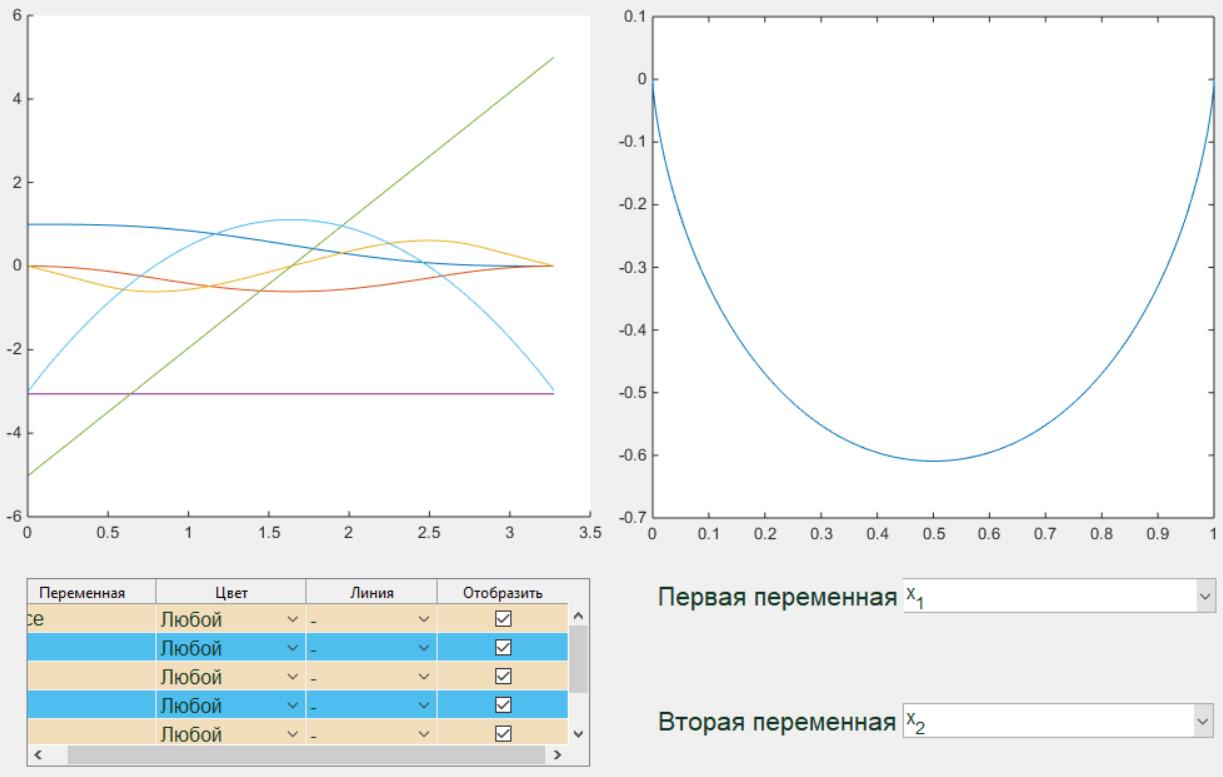 6
4
2
0
-2
-4
-6
0 0.5 1 1.5 2 2.5 3 3.5
0.1
0
-0.1
-0.2
-0.3
-0.4
-0.5
-0.6
-0.7
0 0.1 0.2 0.3 0.4 0.5 0.6 0.7 0.8 0.9 1
Переменная Цвет Линия Отобразить
се Любой -
Любой -
Любой -
Любой -
Любой -
Первая переменная x1
Вторая переменная x2